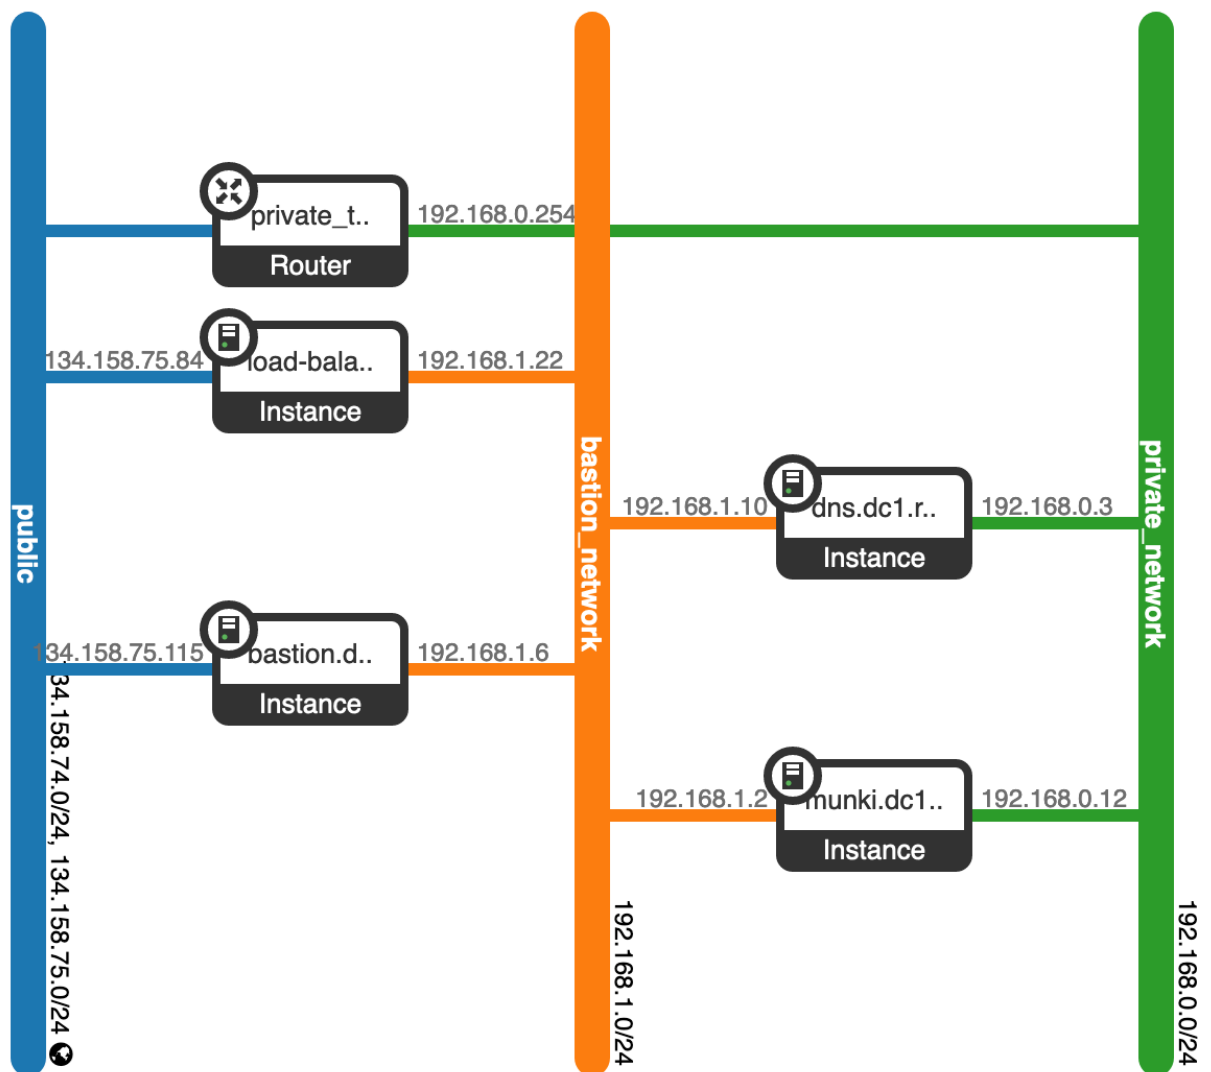 private_t..
192.168.0.254
Router
134.158.75.84
load-bala..
192.168.1.22
Instance
192.168.1.10
dns.dc1.r..
192.168.0.3
Instance
134.158.75.115
bastion.d..
192.168.1.6
Instance
192.168.1.2
munki.dc1..
192.168.0.12
Instance
public
34.158.74.0/24, 134.158.75.0/24
bastion_network
192.168.1.0/24
private_network
192.168.0.0/24